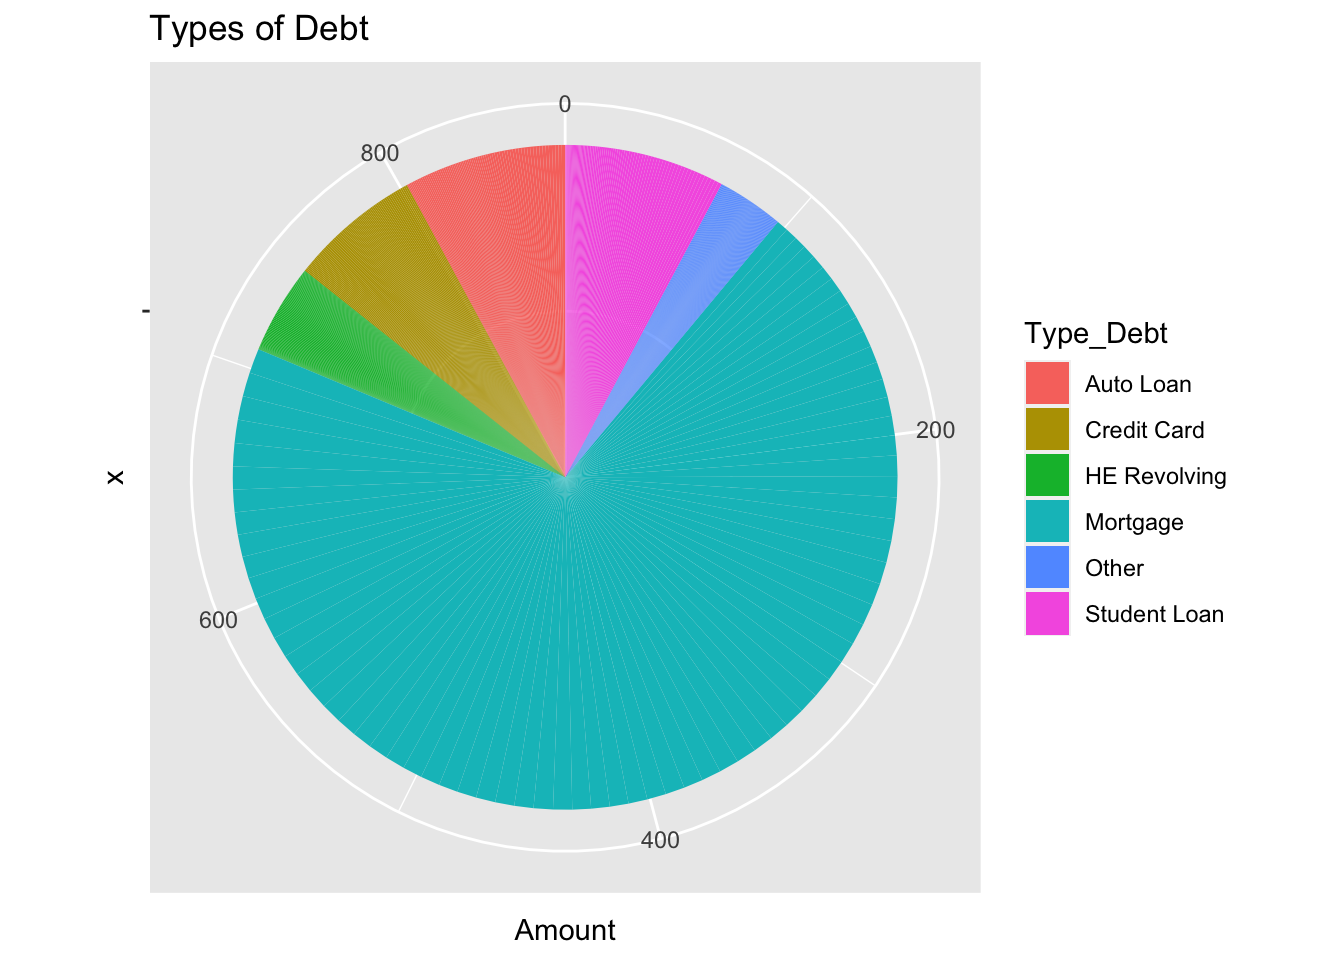 Types of Debt
0
800
200
600
400
x
Amount
Type_Debt
Auto Loan
Credit Card
HE Revolving
Mortgage
Other
Student Loan